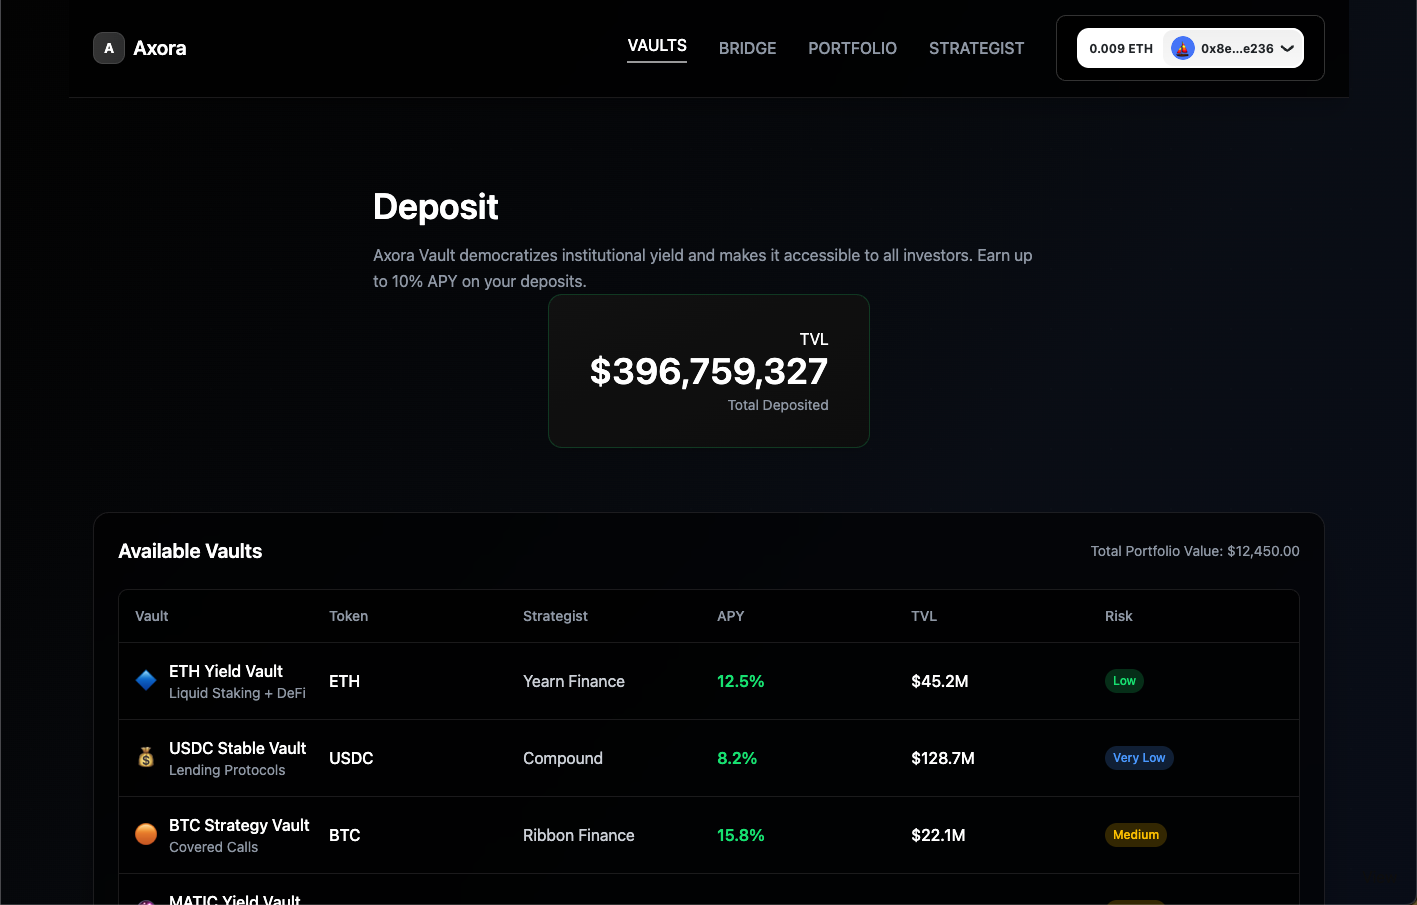 A Axora
VAULTS BRIDGE PORTFOLIO STRATEGIST
0.009 ETH 0x8e...e236
Deposit
Axora Vault democratizes institutional yield and makes it accessible to all investors. Earn up
to 10% APY on your deposits.
TVL
$396,759,327
Total Deposited
Available Vaults
Total Portfolio Value: $12,450.00
Vault Token Strategist APY TVL Risk
ETH Yield Vault
Liquid Staking + DeFi
ETH Yearn Finance 12.5% $45.2M Low
USDC Stable Vault
Lending Protocols
USDC Compound 8.2% $128.7M Very Low
BTC Strategy Vault
Covered Calls
BTC Ribbon Finance 15.8% $22.1M Medium
MATIC Yield Vault